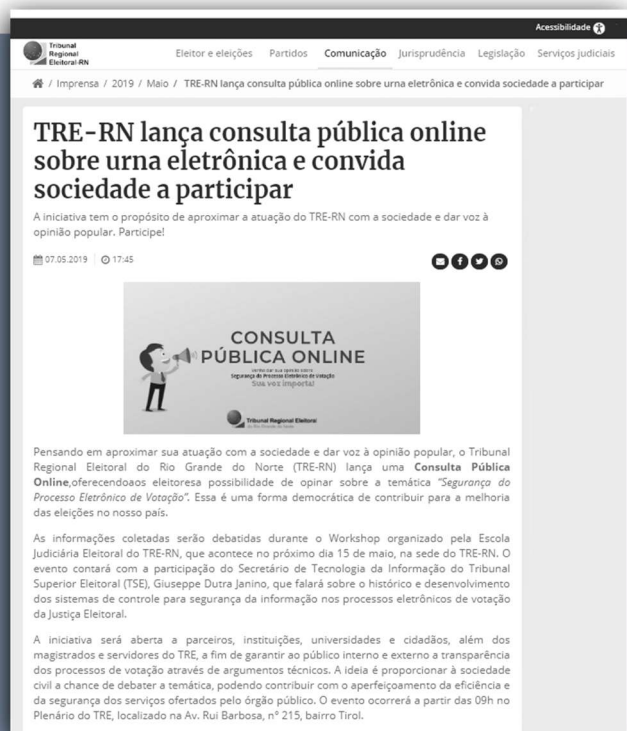 Acessibilidade
Tribunal
Regional
Eleitoral-RN
Eleitor e eleições Partidos Comunicação Jurisprudência Legislação Serviços judiciais
/ Imprensa / 2019 / Maio / TRE-RN lança consulta pública online sobre urna eletrônica e convida sociedade a participar
TRE-RN lança consulta pública online
sobre urna eletrônica e convida
sociedade a participar
A iniciativa tem o propósito de aproximar a atuação do TRE-RN com a sociedade e dar voz à
opinião popular. Participe!
07.05.2019 17:45
CONSULTA
PÚBLICA ONLINE
Segurança do Processo Eletrônico de Votação
Sua voz importa!
Tribunal Regional Eleitoral
Pensando em aproximar sua atuação com a sociedade e dar voz à opinião popular, o Tribunal
Regional Eleitoral do Rio Grande do Norte (TRE-RN) lança uma Consulta Pública
Online,oferecendoaos eleitoresa possibilidade de opinar sobre a temática "Segurança do
Processo Eletrônico de Votação". Essa é uma forma democrática de contribuir para a melhoria
das eleições no nosso país.
As informações coletadas serão debatidas durante o Workshop organizado pela Escola
Judiciária Eleitoral do TRE-RN, que acontece no próximo dia 15 de maio, na sede do TRE-RN. O
evento contará com a participação do Secretário de Tecnologia da Informação do Tribunal
Superior Eleitoral (TSE), Giuseppe Dutra Janino, que falará sobre o histórico e desenvolvimento
dos sistemas de controle para segurança da informação nos processos eletrônicos de votação
da Justiça Eleitoral.
A iniciativa será aberta a parceiros, instituições, universidades e cidadãos, além dos
magistrados e servidores do TRE, a fim de garantir ao público interno e externo a transparência
dos processos de votação através de argumentos técnicos. A ideia é proporcionar à sociedade
civil a chance de debater a temática, podendo contribuir com o aperfeiçoamento da eficiência e
da segurança dos serviços ofertados pelo órgão público. O evento ocorrerá a partir das 09h no
Plenário do TRE, localizado na Av. Rui Barbosa, nº 215, bairro Tirol.